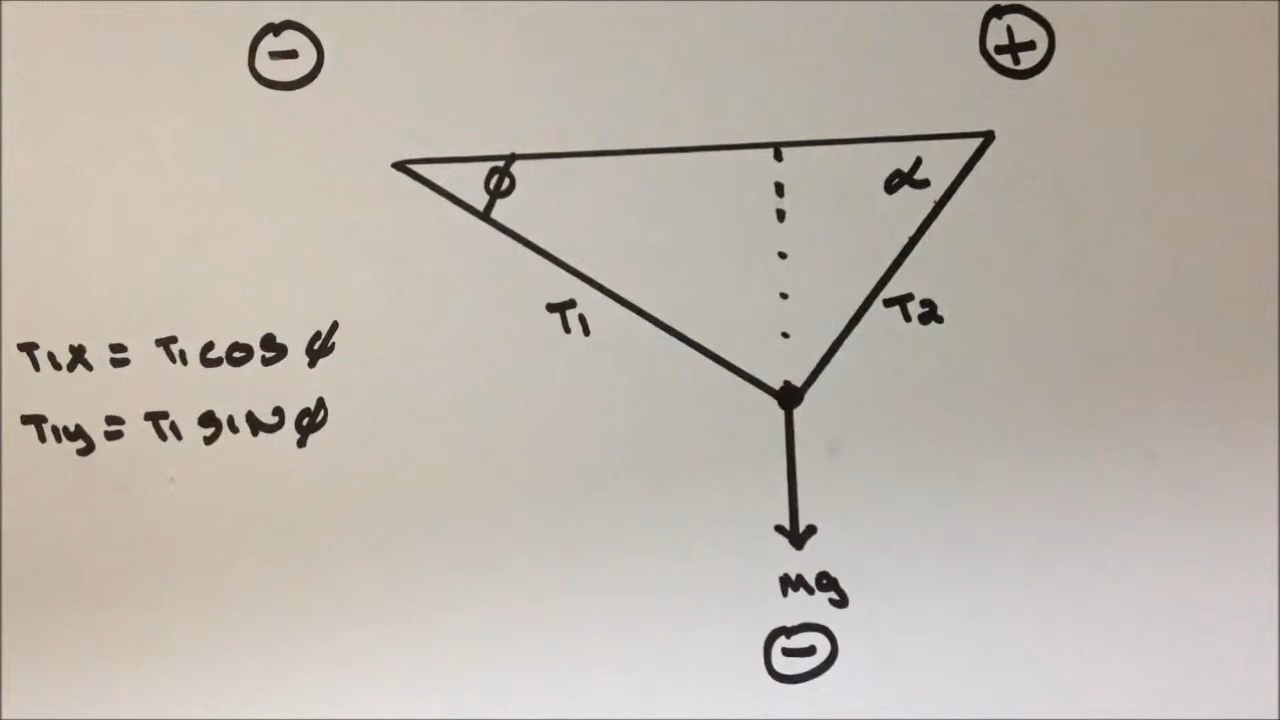 - +
φ α
T1 T2
T1x = T1 cos φ
T1y = T1 sin φ
mg
-